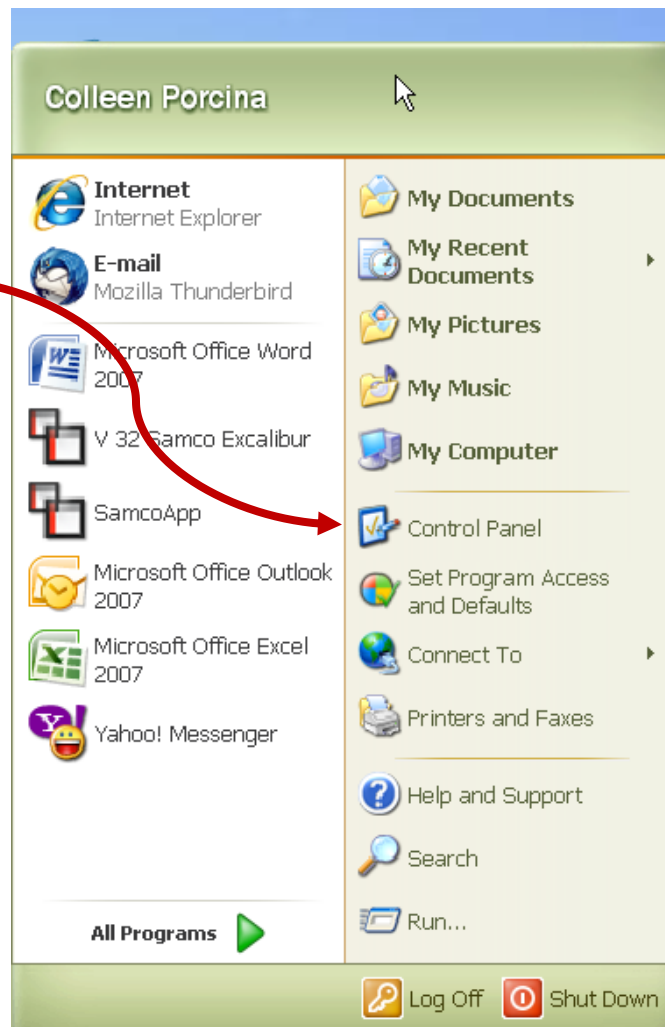 Colleen Porcina
Internet
Internet Explorer
E-mail
Mozilla Thunderbird
Microsoft Office Word
2007
V 32 Samco Excalibur
SamcoApp
Microsoft Office Outlook
2007
Microsoft Office Excel
2007
Yahoo! Messenger
All Programs
My Documents
My Recent
Documents
My Pictures
My Music
My Computer
Control Panel
Set Program Access
and Defaults
Connect To
Printers and Faxes
Help and Support
Search
Run...
Log Off
Shut Down